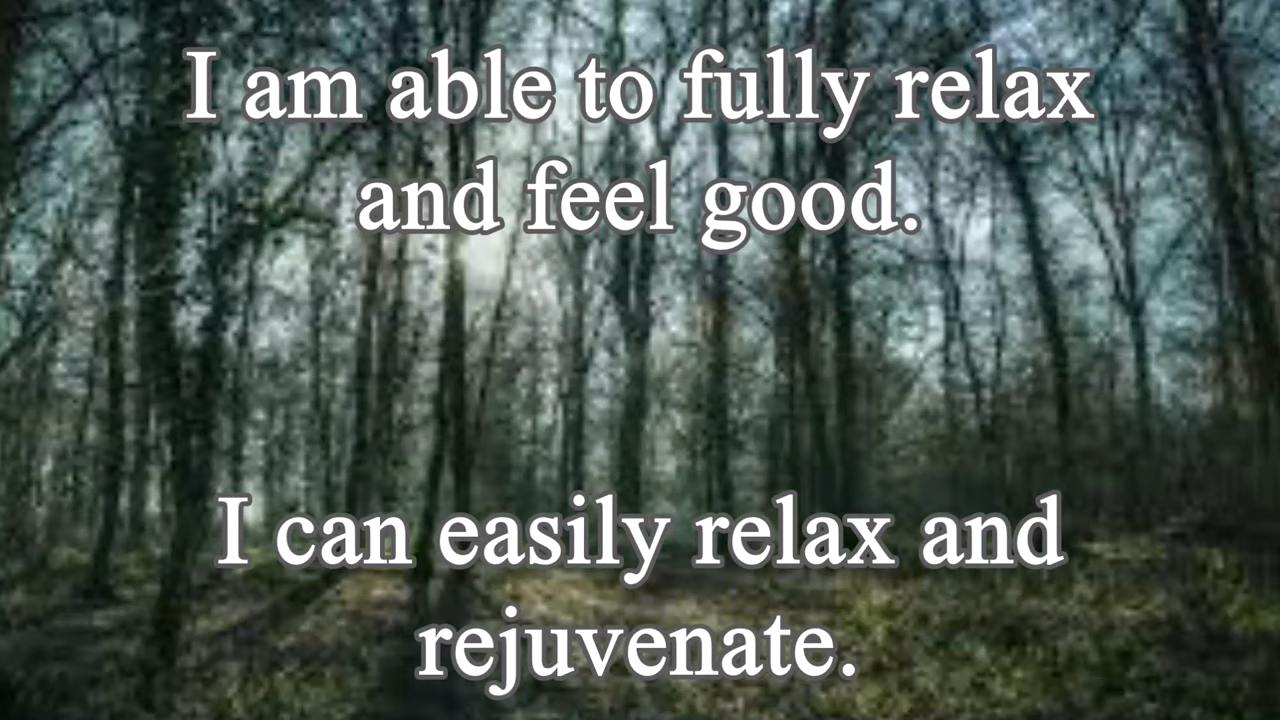 I am able to fully relax
and feel good.
I can easily relax and
rejuvenate.